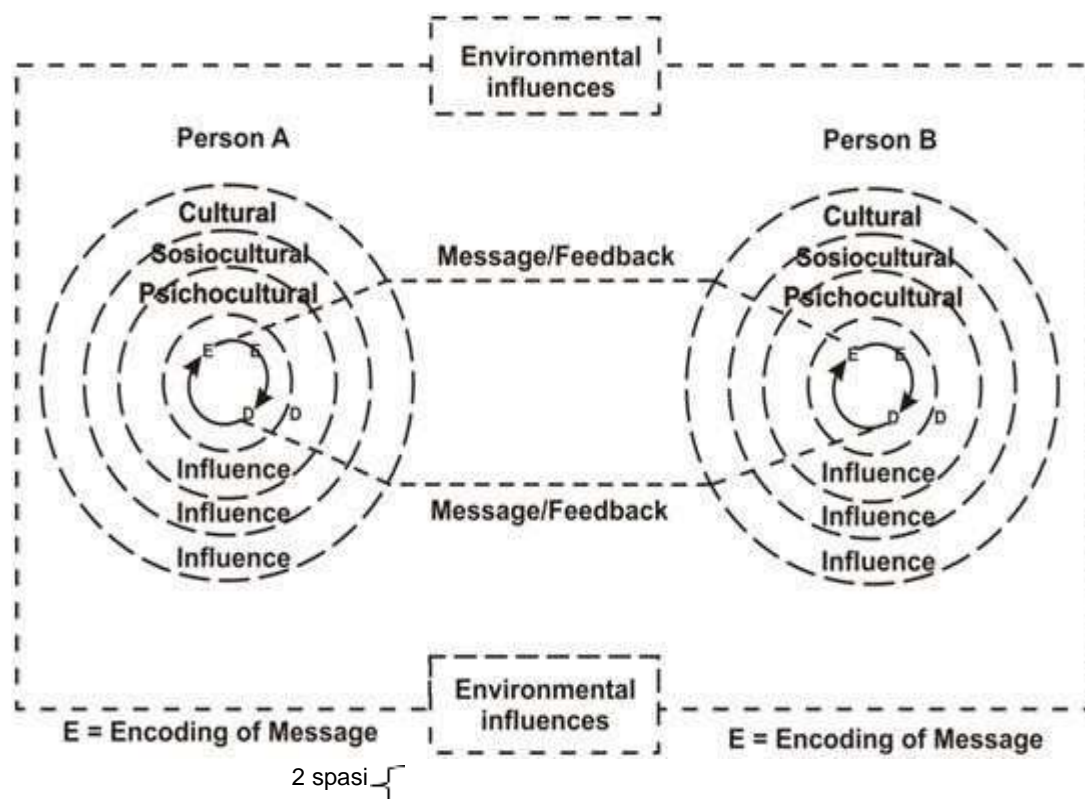 Environmental
influences
Person A
Person B
Cultural
Sosiocultural
Psichocultural
E E
D D
Influence
Influence
Influence
Message/Feedback
Message/Feedback
Cultural
Sosiocultural
Psichocultural
E E
D D
Influence
Influence
Influence
Environmental
influences
E = Encoding of Message
E = Encoding of Message
2 spasi